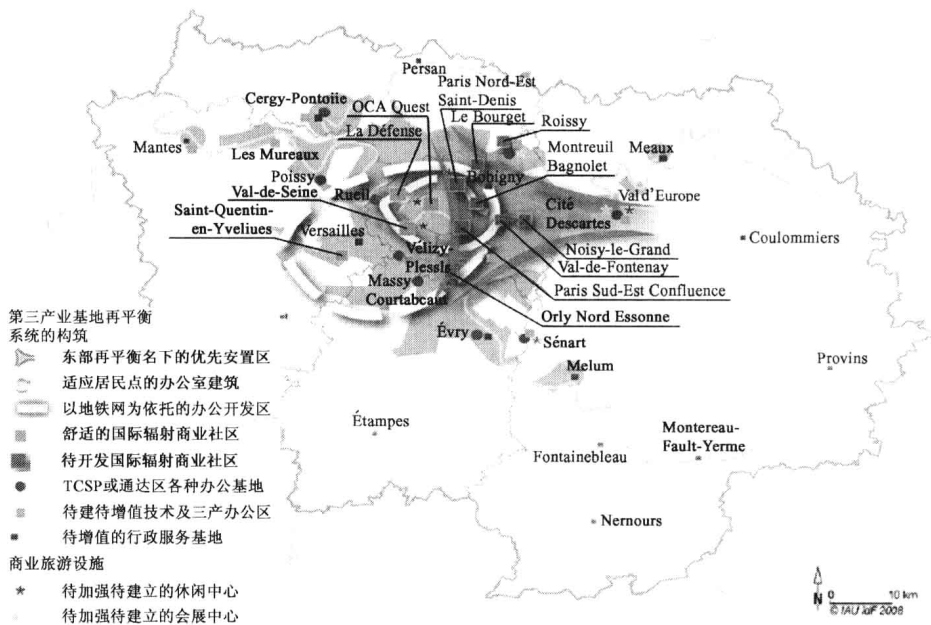 Persan
Paris Nord-Est
Cergy-Pontoiie
OCA Quest
Saint-Denis
Le Bourget
Roissy
La Défense
Mantes
Les Mureaux
Montreuil
Meaux
Poissy
Bobigny
Bagnolet
Val-de-Seine
Rueil
Cité
Descartes
Val d'Europe
Saint-Quentin-
en-Yveliues
Versailles
Coulommiers
Vélizy-
Plessls
Noisy-le-Grand
Val-de-Fontenay
Massy
Courtabcaut
Paris Sud-Est Confluence
Orly Nord Essonne
Évry
Sénart
Melum
Provins
Étampes
Montereau-
Fault-Yerme
Fontainebleau
Nernours
第三产业基地再平衡
系统的构筑
东部再平衡名下的优先安置区
适应居民点的办公室建筑
以地铁网为依托的办公开发区
舒适的国际辐射商业社区
待开发国际辐射商业社区
TCSP或通达区各种办公基地
待建待增值技术及三产办公区
待增值的行政服务基地
商业旅游设施
待加强待建立的休闲中心
待加强待建立的会展中心
N
0 10 km
© IAU îdF 2008